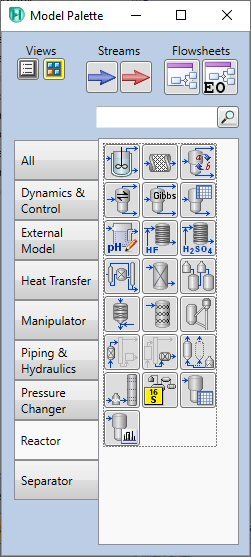 Model Palette
Views
Streams
Flowsheets
EO
All
Dynamics &
Control
External
Model
Heat Transfer
Manipulator
Piping &
Hydraulics
Pressure
Changer
Reactor
Separator
Gibbs
pH
HF
H2SO4
16
S